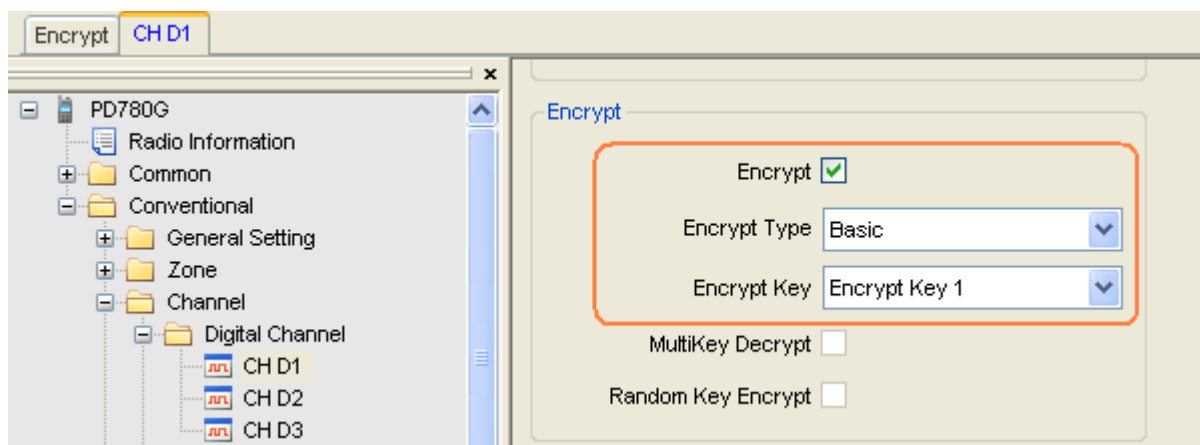 Encrypt
CH D1
PD780G
Radio Information
Common
Conventional
General Setting
Zone
Channel
Digital Channel
CH D1
CH D2
CH D3
Encrypt
Encrypt
Encrypt Type Basic
Encrypt Key Encrypt Key 1
MultiKey Decrypt
Random Key Encrypt